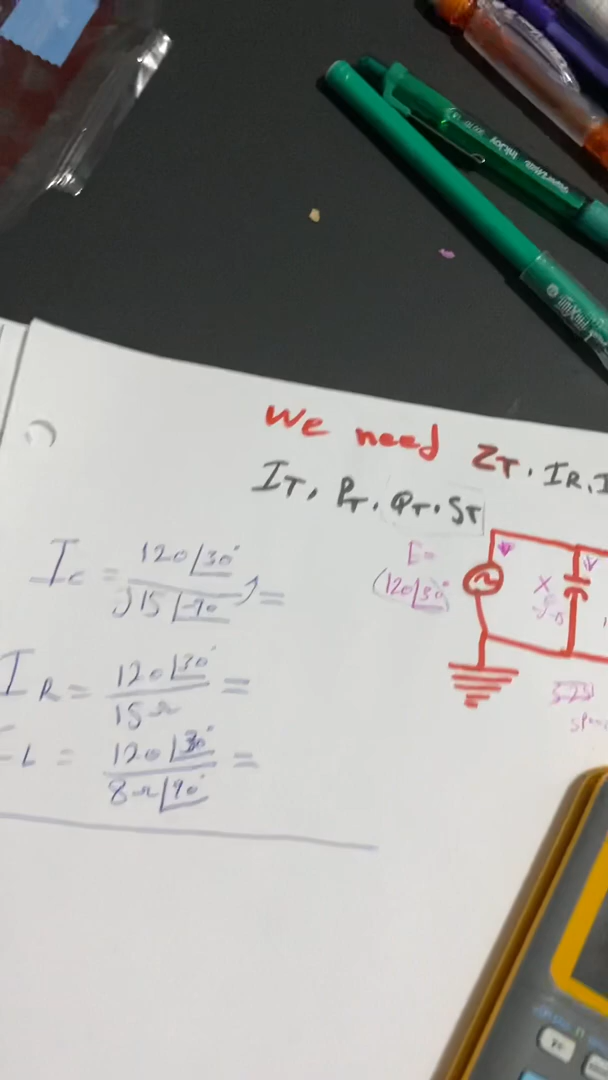 We need ZT. IR. I
IT, PT. QT. ST
E=
(120∠30°)
Ic = 120∠30° / j15∠-90° =
IR = 120∠30° / 15Ω =
L = 120∠30° / 8Ω∠90° =
InkJoy